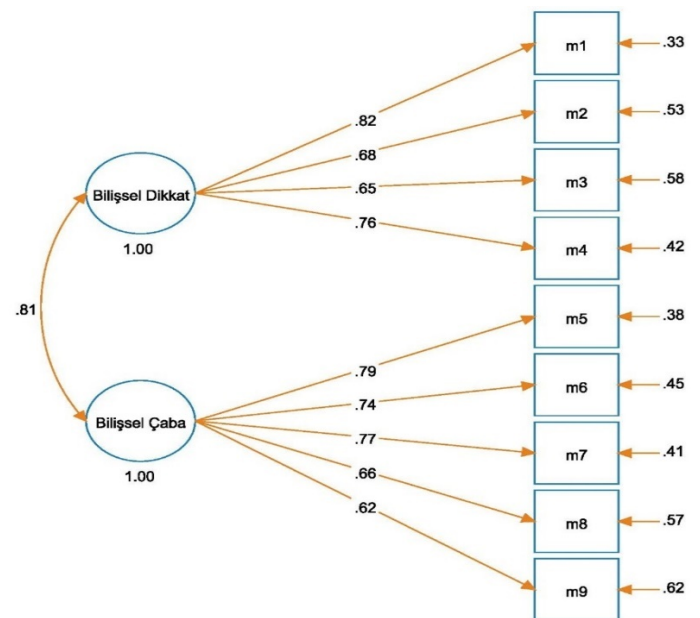 m1
.33
m2
.53
.82
.68
m3
.58
Bilişsel Dikkat
.65
.76
m4
.42
1.00
.81
m5
.38
.79
m6
.45
.74
Bilişsel Çaba
.77
m7
.41
1.00
.66
.62
m8
.57
m9
.62